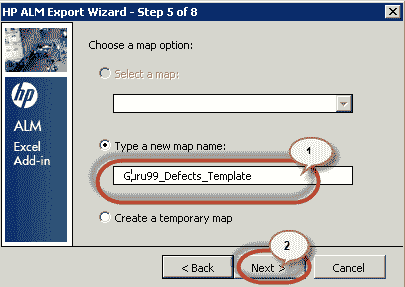 HP ALM Export Wizard - Step 5 of 8
Choose a map option:
Select a map:
hp
ALM
Excel
Add-in
Type a new map name:
1
Guru99_Defects_Template
Create a temporary map
2
< Back
Next >
Cancel